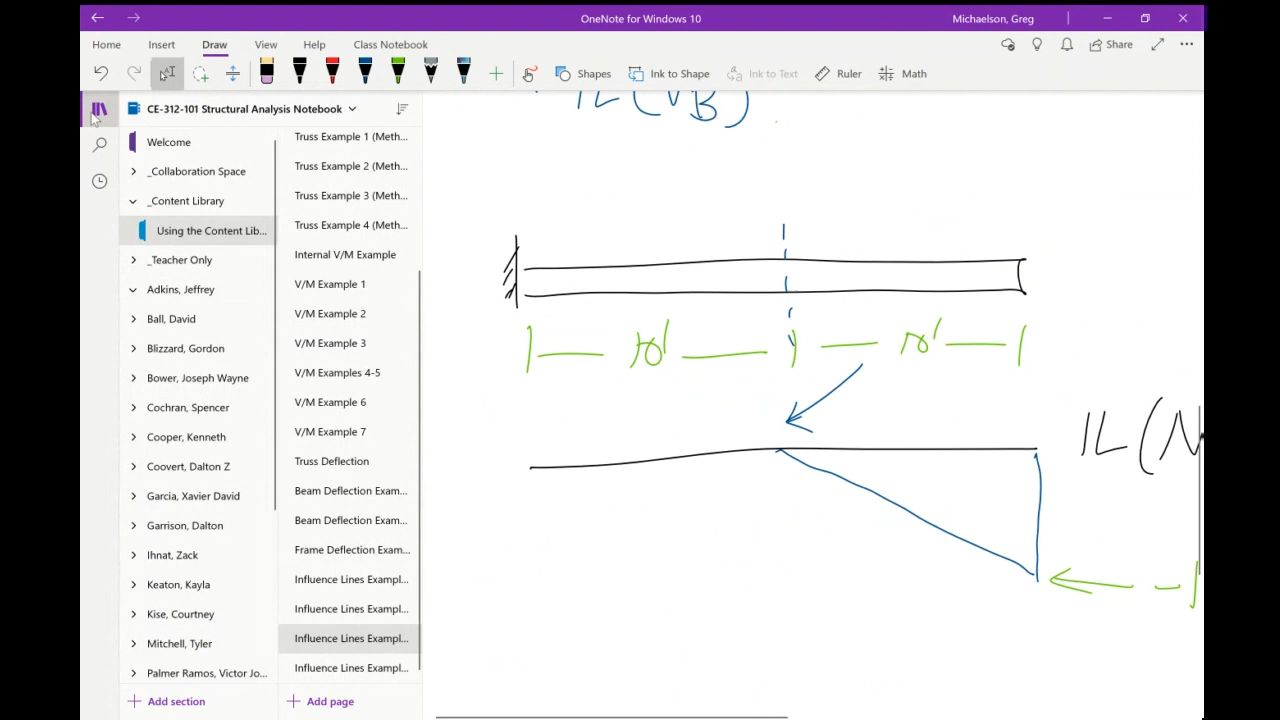 OneNote for Windows 10
Michaelson, Greg
Home Insert Draw View Help Class Notebook
Share
Shapes Ink to Shape Ink to Text Ruler Math
CE-312-101 Structural Analysis Notebook
Welcome
_Collaboration Space
_Content Library
Using the Content Lib...
_Teacher Only
Adkins, Jeffrey
Ball, David
Blizzard, Gordon
Bower, Joseph Wayne
Cochran, Spencer
Cooper, Kenneth
Coovert, Dalton Z
Garcia, Xavier David
Garrison, Dalton
Ihnat, Zack
Keaton, Kayla
Kise, Courtney
Mitchell, Tyler
Palmer Ramos, Victor Jo...
Add section
Truss Example 1 (Meth...
Truss Example 2 (Meth...
Truss Example 3 (Meth...
Truss Example 4 (Meth...
Internal V/M Example
V/M Example 1
V/M Example 2
V/M Example 3
V/M Examples 4-5
V/M Example 6
V/M Example 7
Truss Deflection
Beam Deflection Exam...
Beam Deflection Exam...
Frame Deflection Exam...
Influence Lines Exampl...
Influence Lines Exampl...
Influence Lines Exampl...
Influence Lines Exampl...
Add page
IL (VB)
10' 10'
IL (